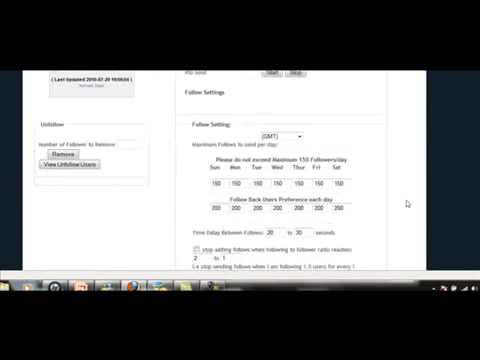 ( Last Updated 2010-07-20 19:06:04 )
Plz Send
Start Stop
Follow Settings
Unfollow
Number of Follower to Remove
Remove
View Unfollow Users
Follow Setting:
(GMT)
Maximum Follows to send per day:
Please do not exceed Maximum 150 Followers/day
Sun Mon Tue Wed Thur Fri Sat
150 150 150 150 150 150 150
Follow Back Users Preference each day
200 200 200 200 200 200 200
Time Delay Between Follows: 20 to 30 seconds
stop adding follows when following to follower ratio reaches:
2 to 1
i.e stop sending follows when I am following 1.5 users for every 1